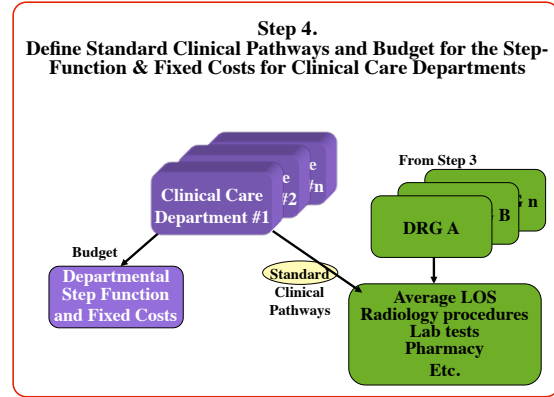 Step 4.
Define Standard Clinical Pathways and Budget for the Step-
Function & Fixed Costs for Clinical Care Departments
From Step 3
e
e
#n
#2
Clinical Care
Department #1
G n
B
DRG A
Budget
Departmental
Step Function
and Fixed Costs
Standard
Clinical
Pathways
Average LOS
Radiology procedures
Lab tests
Pharmacy
Etc.